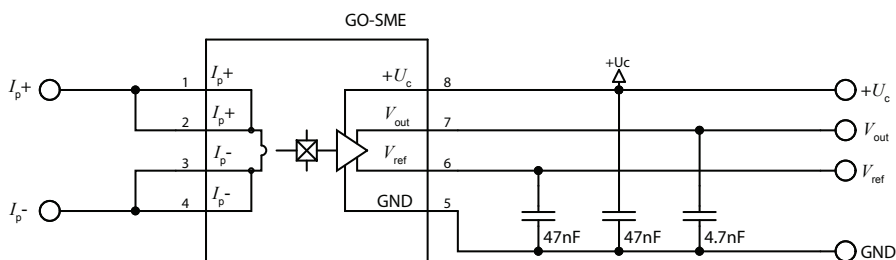 GO-SME
+Uc
Ip+ 1 Ip+ +Uc 8 +Uc
2 Ip+ Vout 7 Vout
3 Ip- Vref 6 Vref
Ip- 4 Ip- GND 5
47nF 47nF 4.7nF GND